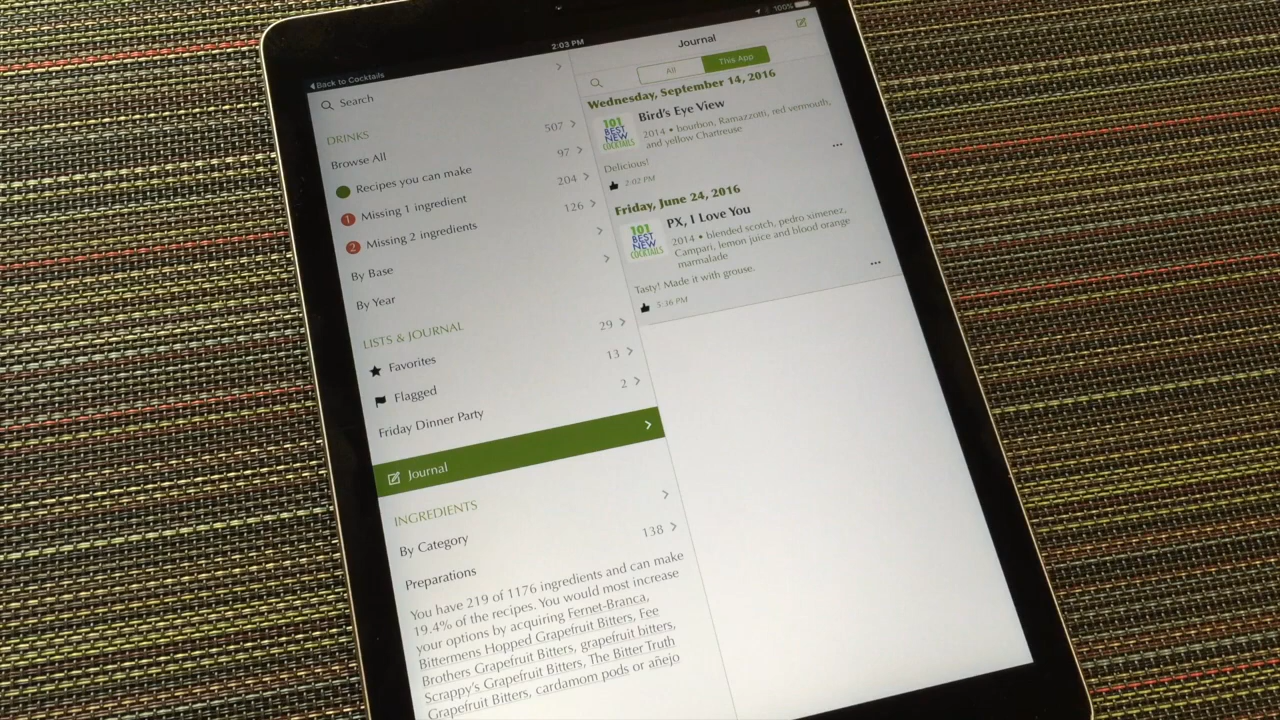 Back to Cocktails
2:03 PM
100%
Search
DRINKS
Browse All 507
Recipes you can make 97
1 Missing 1 ingredient 204
2 Missing 2 ingredients 126
By Base
By Year
LISTS & JOURNAL
Favorites 29
Flagged 13
Friday Dinner Party 2
Journal
INGREDIENTS
By Category
Preparations 138
You have 219 of 1176 ingredients and can make
19.4% of the recipes. You would most increase
your options by acquiring Fernet-Branca,
Bittermens Hopped Grapefruit Bitters, Fee
Brothers Grapefruit Bitters, grapefruit bitters,
Scrappy's Grapefruit Bitters, The Bitter Truth
Grapefruit Bitters, cardamom pods or añejo
Journal
All This App
Wednesday, September 14, 2016
101
BEST
NEW
COCKTAILS
Bird's Eye View
2014 • bourbon, Ramazzotti, red vermouth,
and yellow Chartreuse
Delicious!
2:02 PM
Friday, June 24, 2016
101
BEST
NEW
COCKTAILS
PX, I Love You
2014 • blended scotch, pedro ximenez,
Campari, lemon juice and blood orange
marmalade
Tasty! Made it with grouse.
5:36 PM